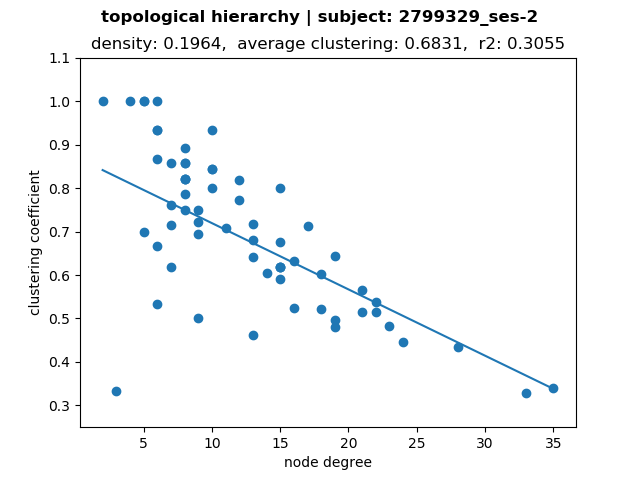 topological hierarchy | subject: 2799329_ses-2
density: 0.1964,  average clustering: 0.6831,  r2: 0.3055
1.1
1.0
0.9
0.8
0.7
0.6
0.5
0.4
0.3
clustering coefficient
5 10 15 20 25 30 35
node degree